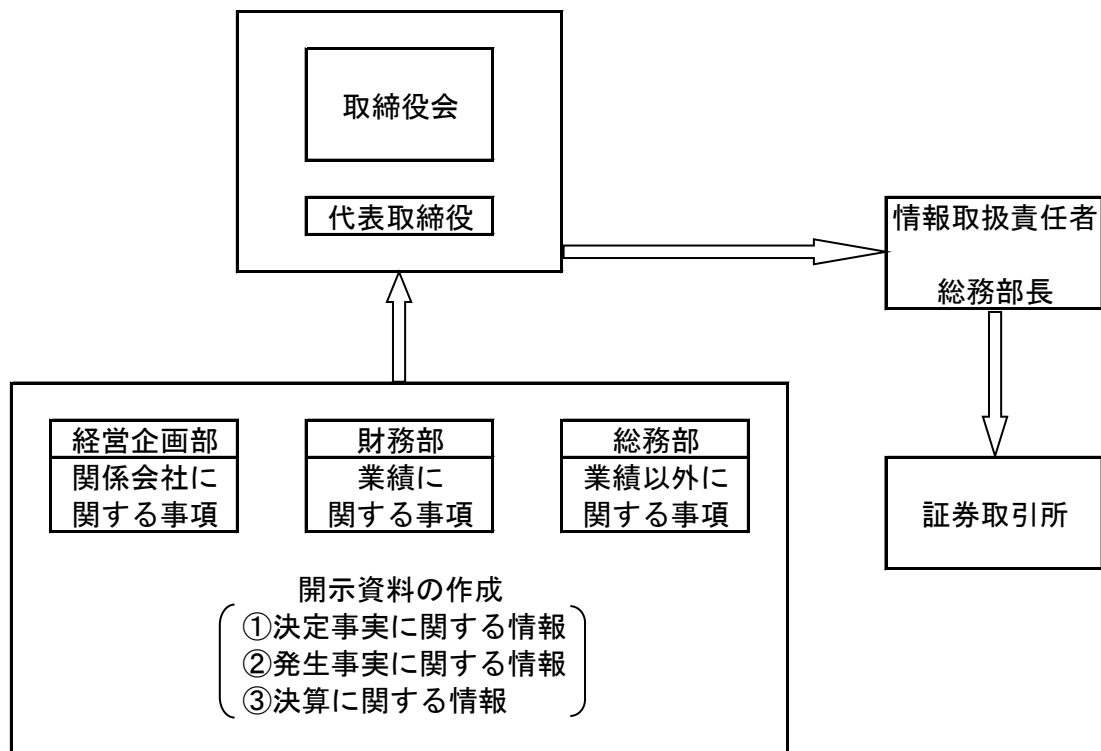 取締役会
代表取締役
情報取扱責任者
総務部長
経営企画部
関係会社に
関する事項
財務部
業績に
関する事項
総務部
業績以外に
関する事項
証券取引所
開示資料の作成
①決定事実に関する情報
②発生事実に関する情報
③決算に関する情報